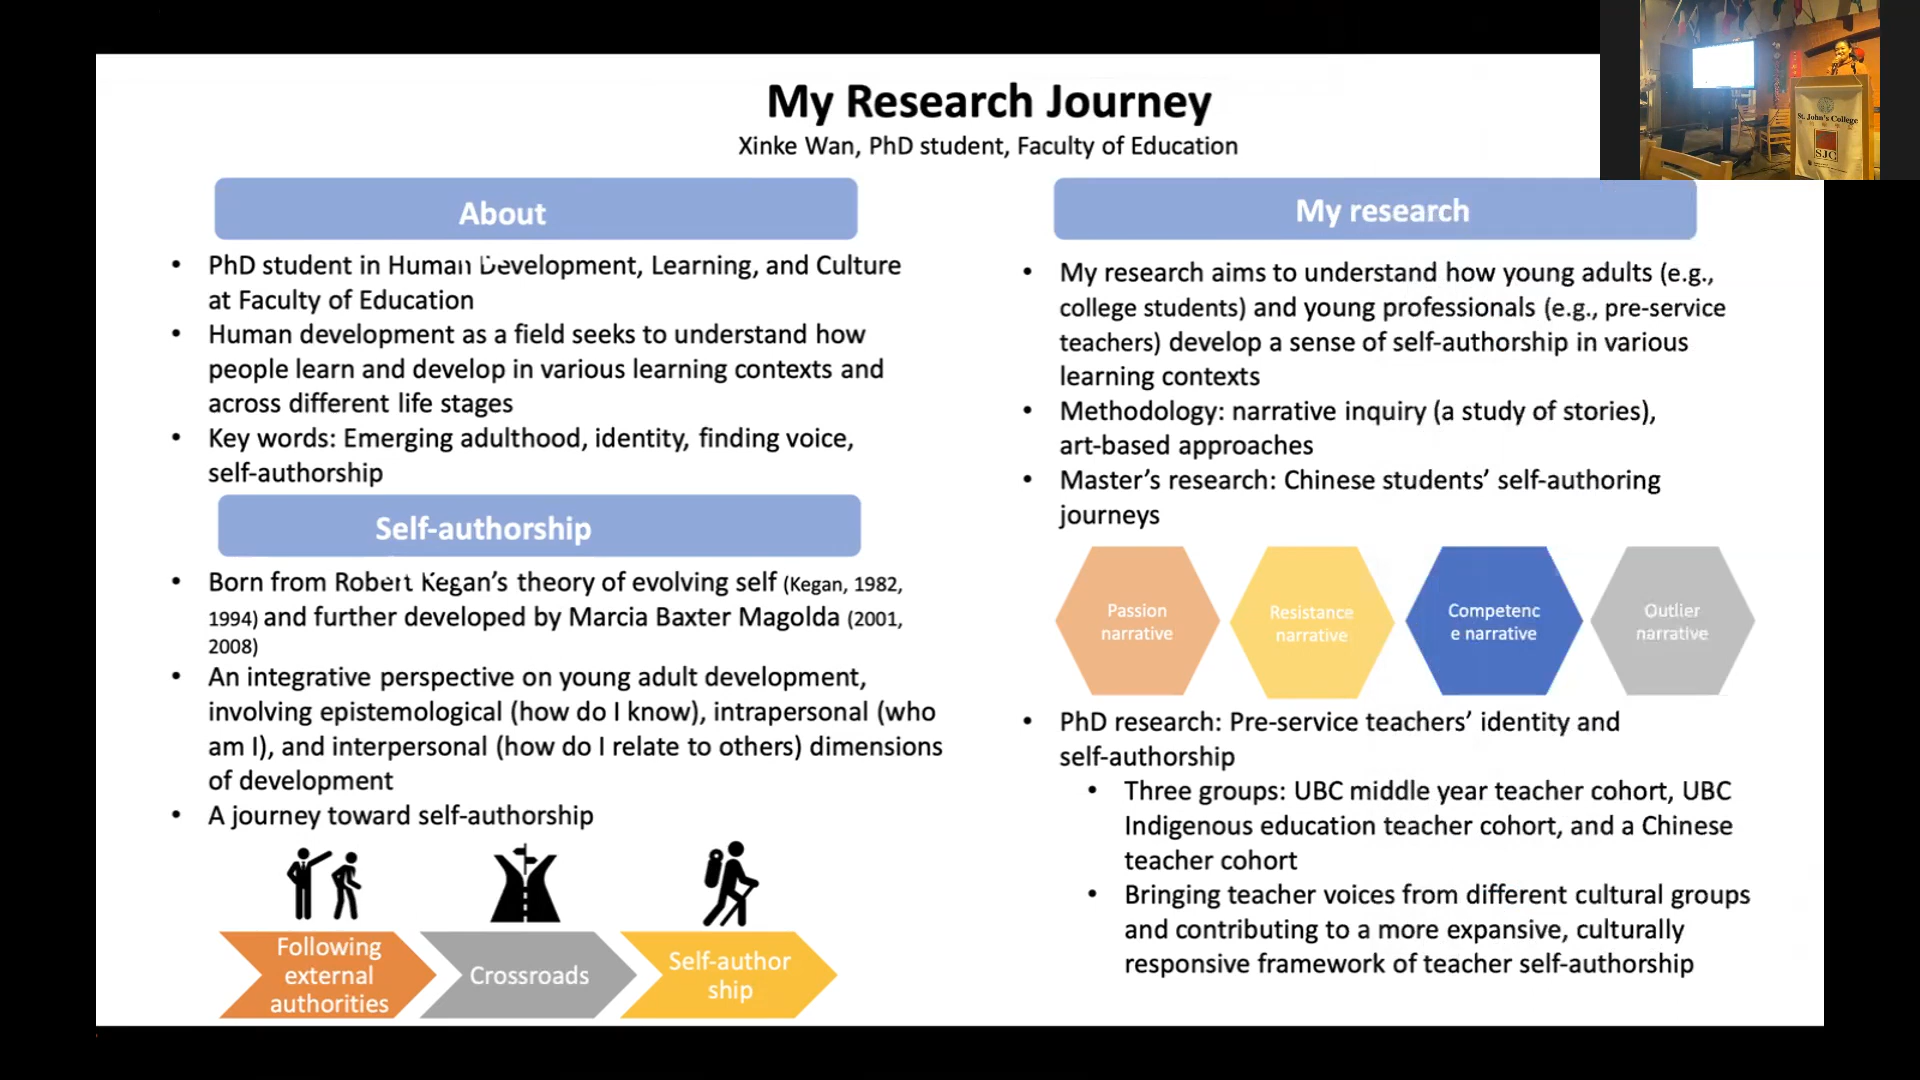 My Research Journey
Xinke Wan, PhD student, Faculty of Education
About
• PhD student in Human Development, Learning, and Culture
at Faculty of Education
• Human development as a field seeks to understand how
people learn and develop in various learning contexts and
across different life stages
• Key words: Emerging adulthood, identity, finding voice,
self-authorship
Self-authorship
• Born from Robert Kegan’s theory of evolving self (Kegan, 1982,
1994) and further developed by Marcia Baxter Magolda (2001,
2008)
• An integrative perspective on young adult development,
involving epistemological (how do I know), intrapersonal (who
am I), and interpersonal (how do I relate to others) dimensions
of development
• A journey toward self-authorship
Following
external
authorities
Crossroads
Self-author
ship
My research
• My research aims to understand how young adults (e.g.,
college students) and young professionals (e.g., pre-service
teachers) develop a sense of self-authorship in various
learning contexts
• Methodology: narrative inquiry (a study of stories),
art-based approaches
• Master’s research: Chinese students’ self-authoring
journeys
Passion
narrative
Resistance
narrative
Competenc
e narrative
Outlier
narrative
• PhD research: Pre-service teachers’ identity and
self-authorship
• Three groups: UBC middle year teacher cohort, UBC
Indigenous education teacher cohort, and a Chinese
teacher cohort
• Bringing teacher voices from different cultural groups
and contributing to a more expansive, culturally
responsive framework of teacher self-authorship
St. John's College
SJC